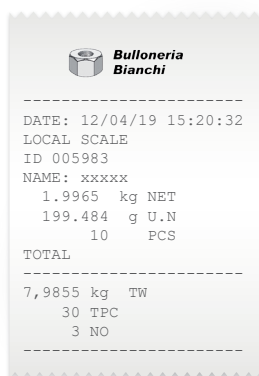 Bulloneria
Bianchi
-----------------------
DATE: 12/04/19 15:20:32
LOCAL SCALE
ID 005983
NAME: xxxxx
1.9965 kg NET
199.484 g U.N
10 PCS
TOTAL
-----------------------
7,9855 kg TW
30 TPC
3 NO
-----------------------